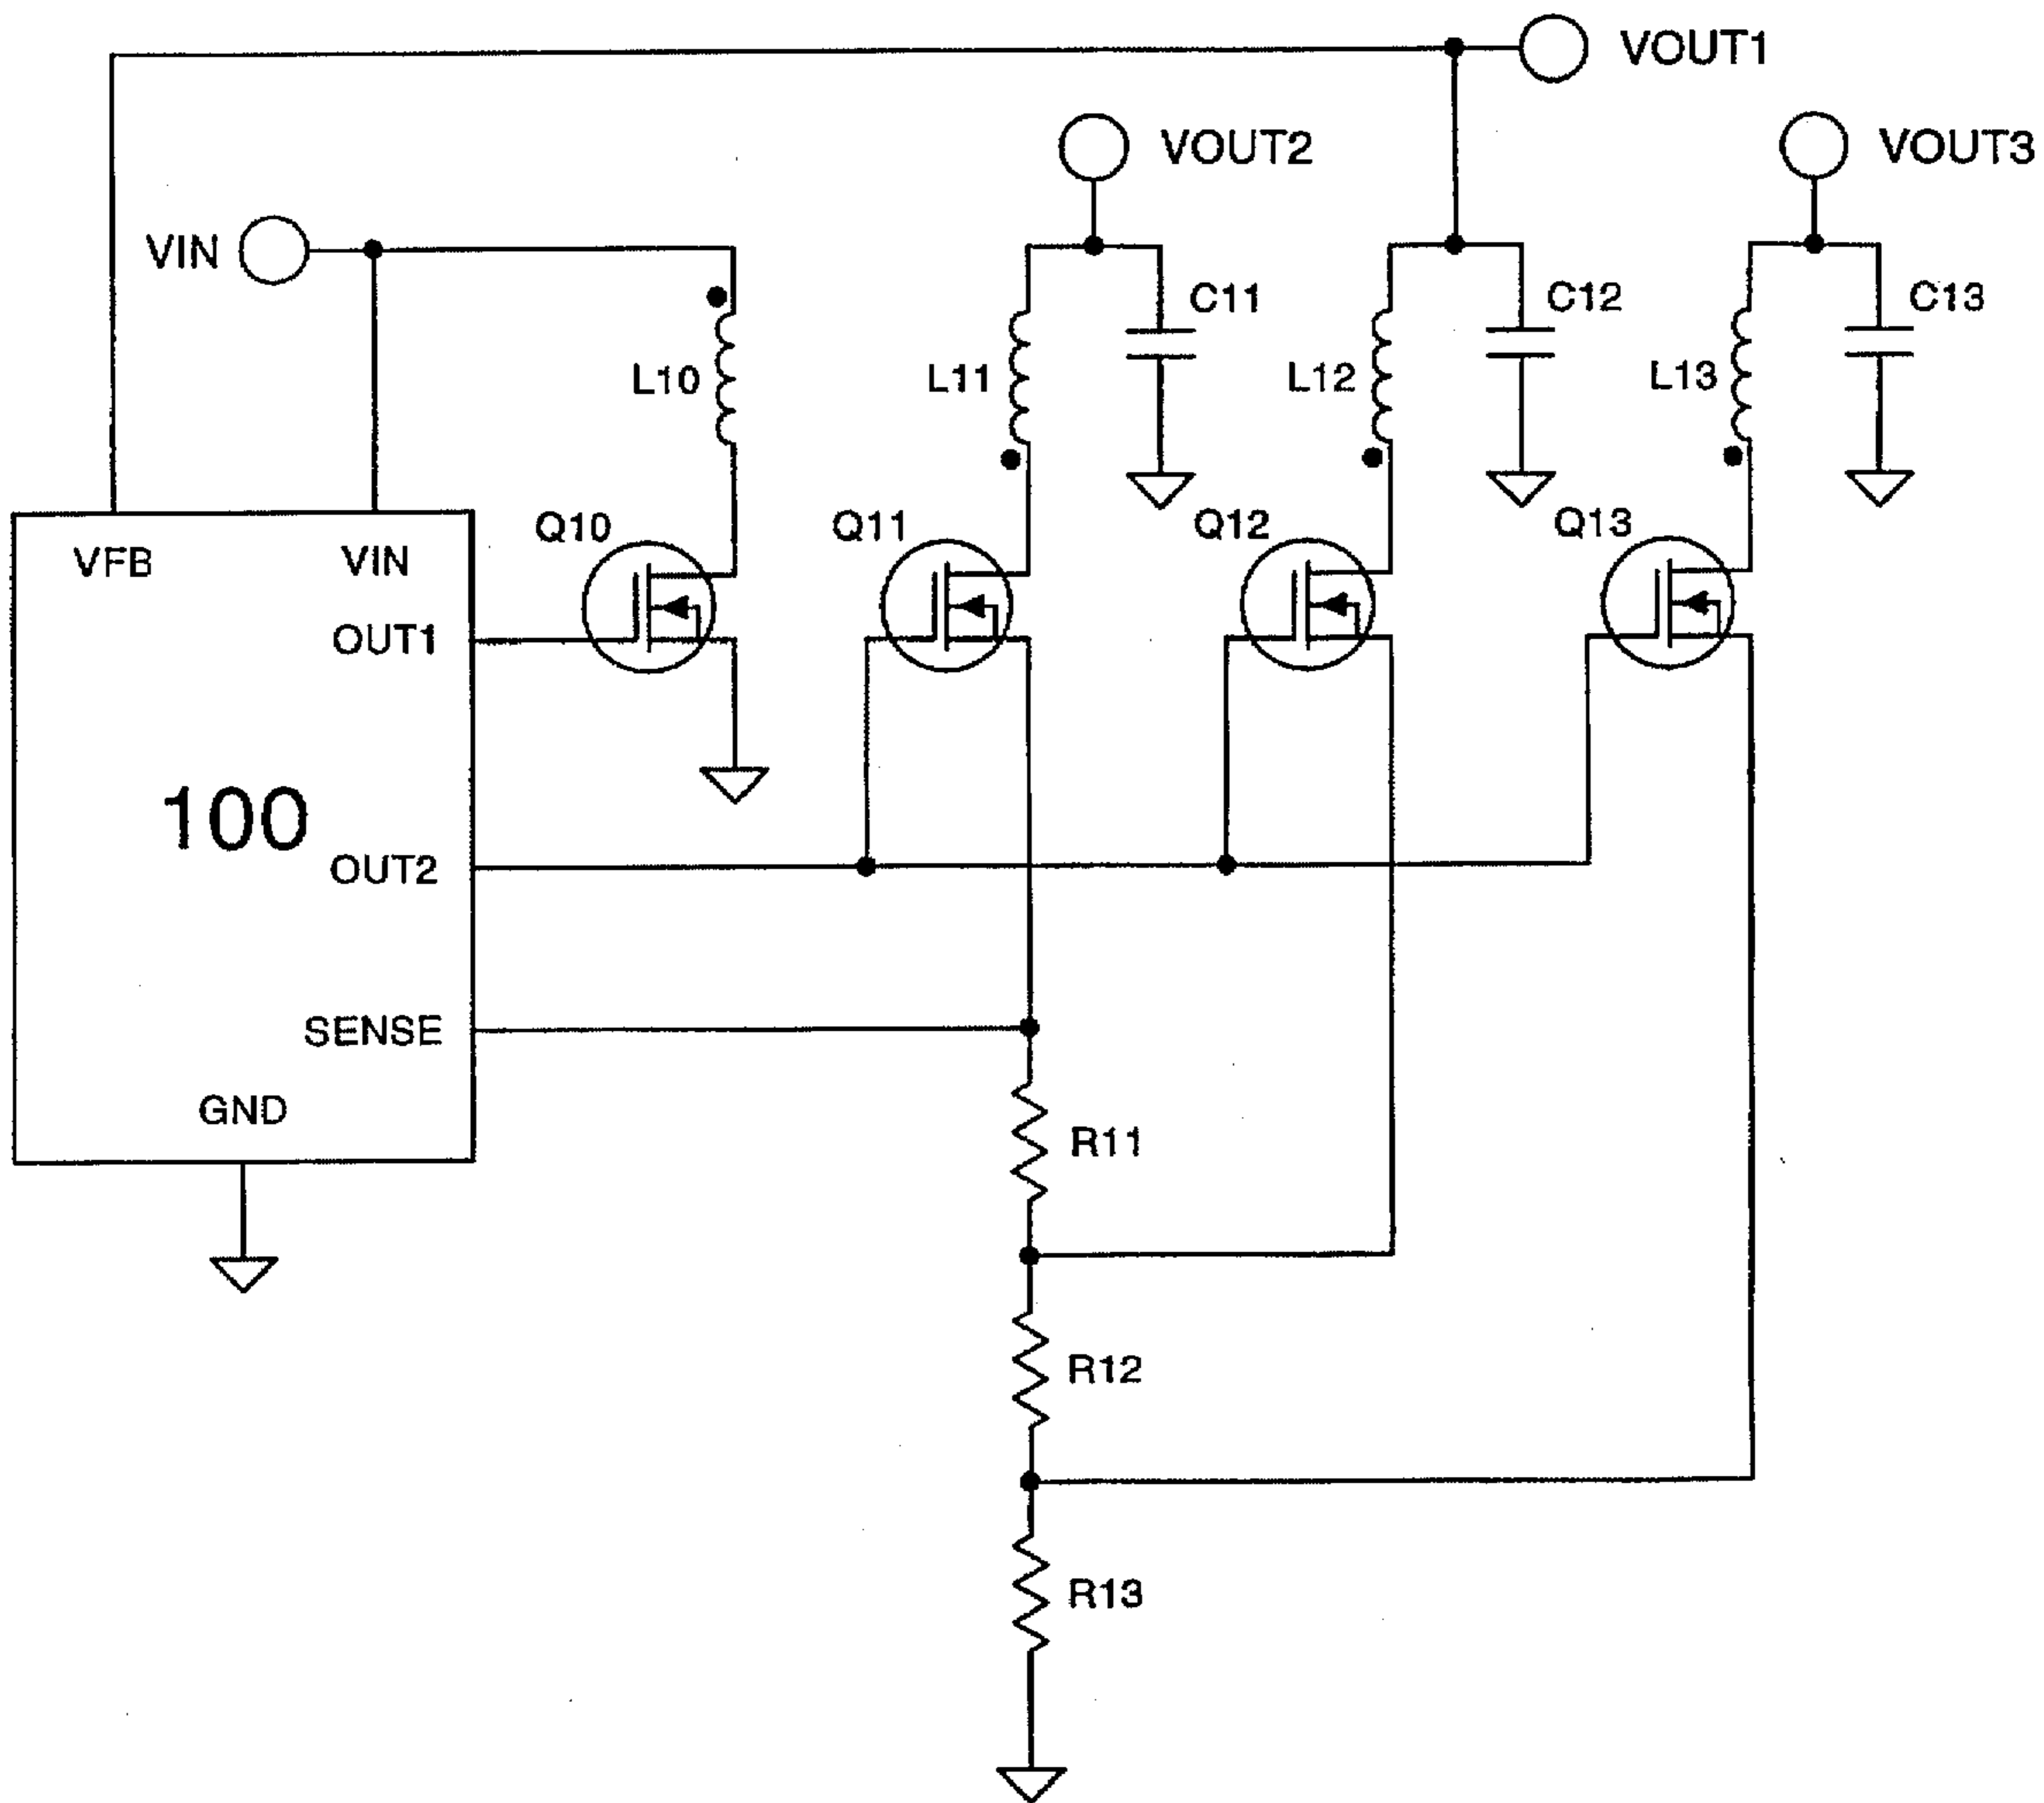 VOUT1
VOUT2
VOUT3
VIN
C11
C12
C13
L10
L11
L12
L13
Q10
Q11
Q12
Q13
VFB
VIN
OUT1
100
OUT2
SENSE
GND
R11
R12
R13